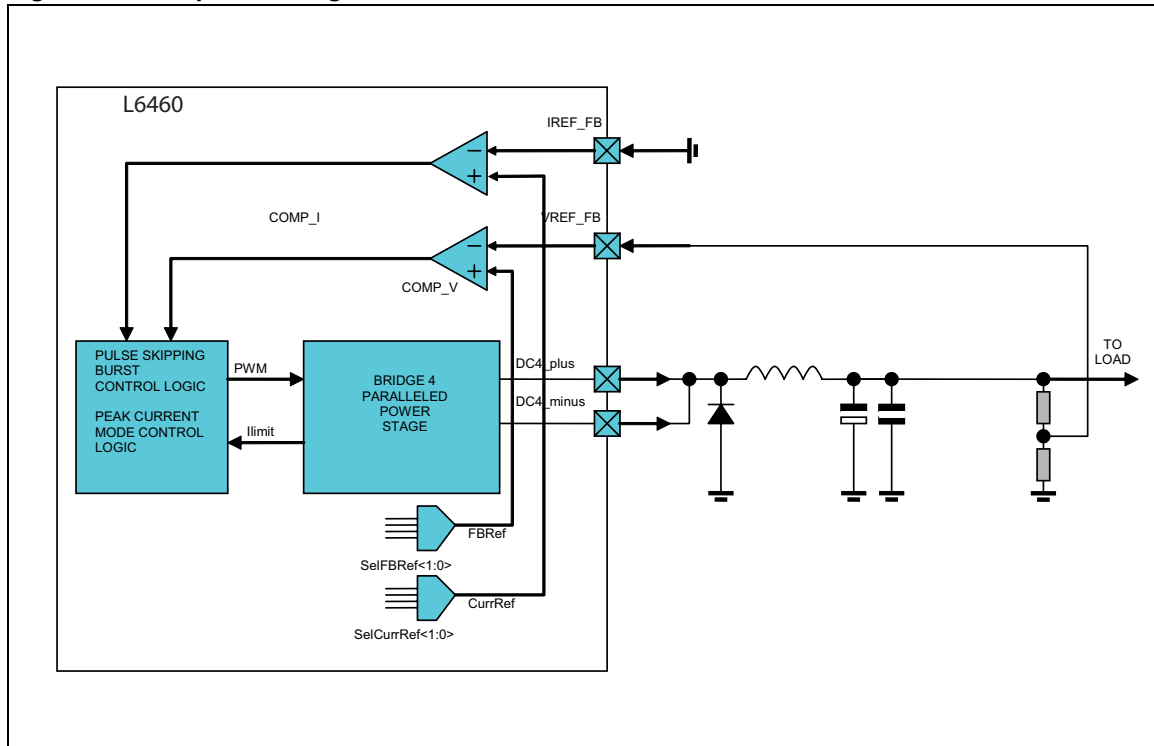 L6460
IREF_FB
COMP_I
VREF_FB
COMP_V
PULSE SKIPPING
BURST
CONTROL LOGIC
PEAK CURRENT
MODE CONTROL
LOGIC
PWM
Ilimit
BRIDGE 4
PARALLELED
POWER
STAGE
DC4_plus
DC4_minus
TO
LOAD
FBRef
SelFBRef<1:0>
CurrRef
SelCurrRef<1:0>